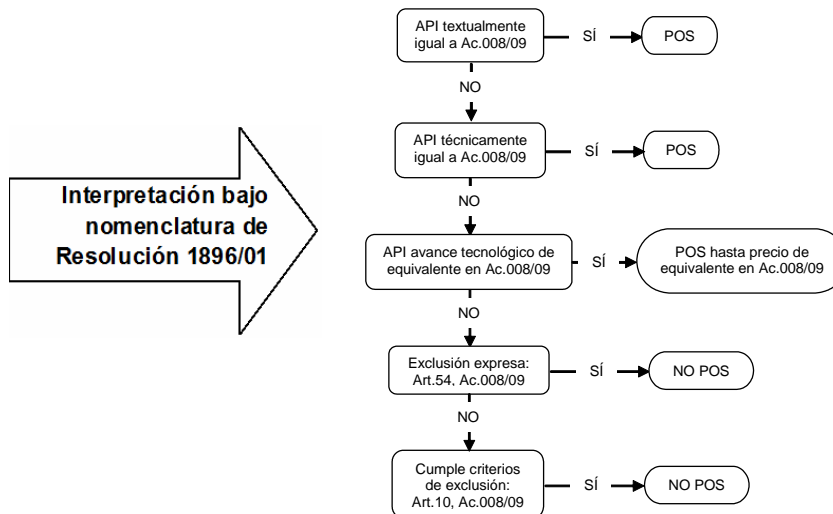 API textualmente
igual a Ac.008/09
SÍ
POS
NO
API técnicamente
igual a Ac.008/09
SÍ
POS
NO
Interpretación bajo
nomenclatura de
Resolución 1896/01
API avance tecnológico de
equivalente en Ac.008/09
SÍ
POS hasta precio de
equivalente en Ac.008/09
NO
Exclusión expresa:
Art.54, Ac.008/09
SÍ
NO POS
NO
Cumple criterios
de exclusión:
Art.10, Ac.008/09
SÍ
NO POS